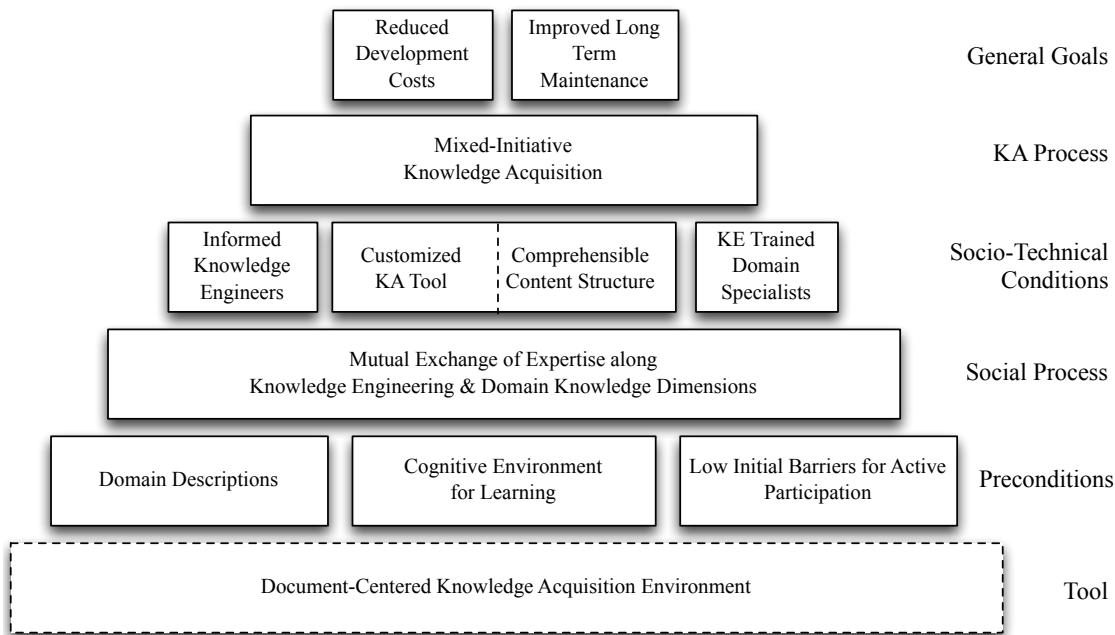 Reduced
Development
Costs
Improved Long
Term
Maintenance
General Goals
Mixed-Initiative
Knowledge Acquisition
KA Process
Informed
Knowledge
Engineers
Customized
KA Tool
Comprehensible
Content Structure
KE Trained
Domain
Specialists
Socio-Technical
Conditions
Mutual Exchange of Expertise along
Knowledge Engineering & Domain Knowledge Dimensions
Social Process
Domain Descriptions
Cognitive Environment
for Learning
Low Initial Barriers for Active
Participation
Preconditions
Document-Centered Knowledge Acquisition Environment
Tool